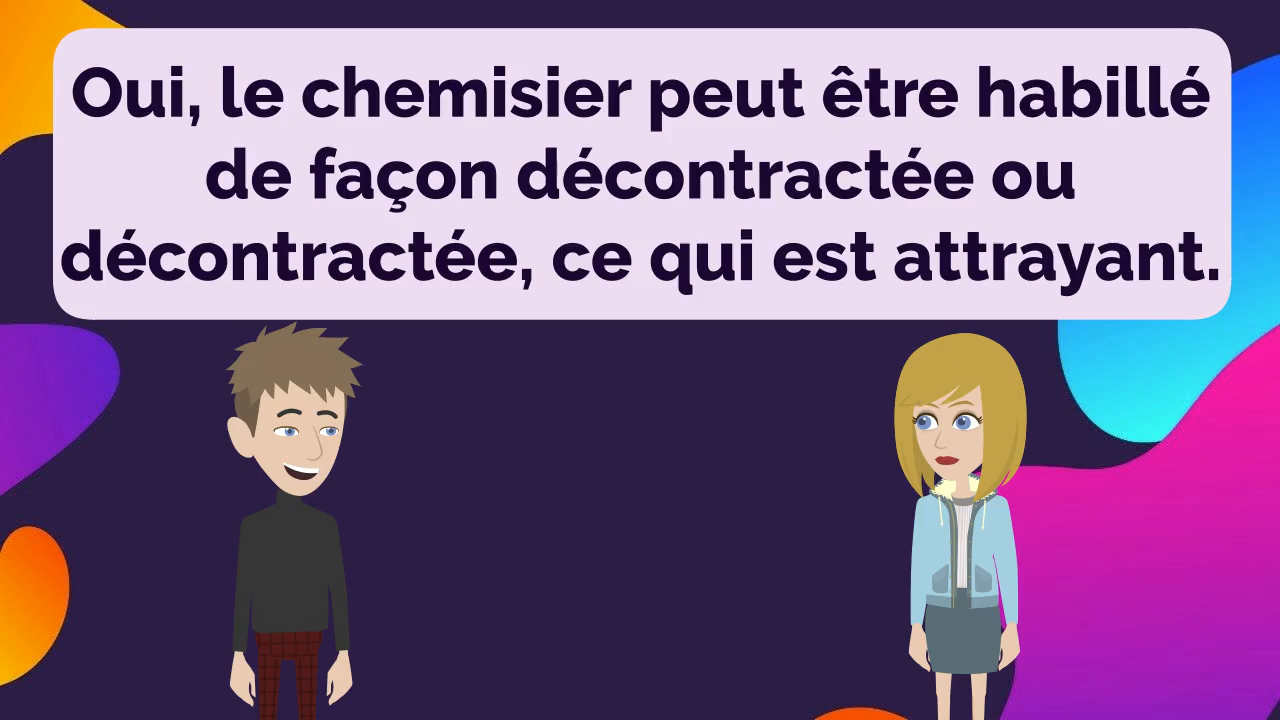 Oui, le chemisier peut être habillé
de façon décontractée ou
décontractée, ce qui est attrayant.